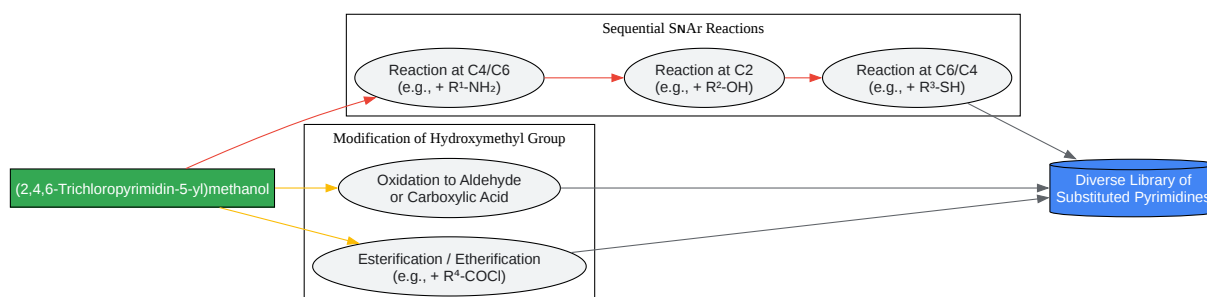 Sequential SɴAr Reactions
Reaction at C4/C6
(e.g., + R¹-NH₂)
Reaction at C2
(e.g., + R²-OH)
Reaction at C6/C4
(e.g., + R³-SH)
Modification of Hydroxymethyl Group
(2,4,6-Trichloropyrimidin-5-yl)methanol
Oxidation to Aldehyde
or Carboxylic Acid
Diverse Library of
Substituted Pyrimidines
Esterification / Etherification
(e.g., + R⁴-COCl)